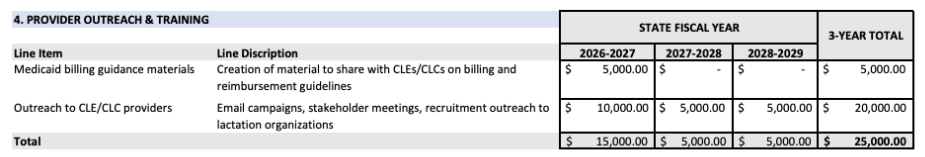 4. PROVIDER OUTREACH & TRAINING
STATE FISCAL YEAR
3-YEAR TOTAL
Line Item Line Discription 2026-2027 2027-2028 2028-2029
Medicaid billing guidance materials Creation of material to share with CLEs/CLCs on billing and $ 5,000.00 $ - $ - $ 5,000.00
reimbursement guidelines
Outreach to CLE/CLC providers Email campaigns, stakeholder meetings, recruitment outreach to $ 10,000.00 $ 5,000.00 $ 5,000.00 $ 20,000.00
lactation organizations
Total $ 15,000.00 $ 5,000.00 $ 5,000.00 $ 25,000.00